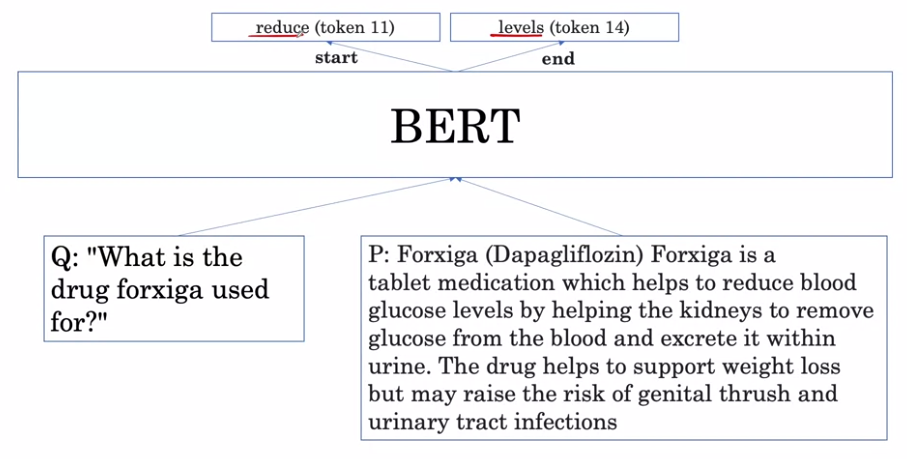 reduce (token 11)
levels (token 14)
start
end
BERT
Q: "What is the
drug forxiga used
for?"
P: Forxiga (Dapagliflozin) Forxiga is a
tablet medication which helps to reduce blood
glucose levels by helping the kidneys to remove
glucose from the blood and excrete it within
urine. The drug helps to support weight loss
but may raise the risk of genital thrush and
urinary tract infections